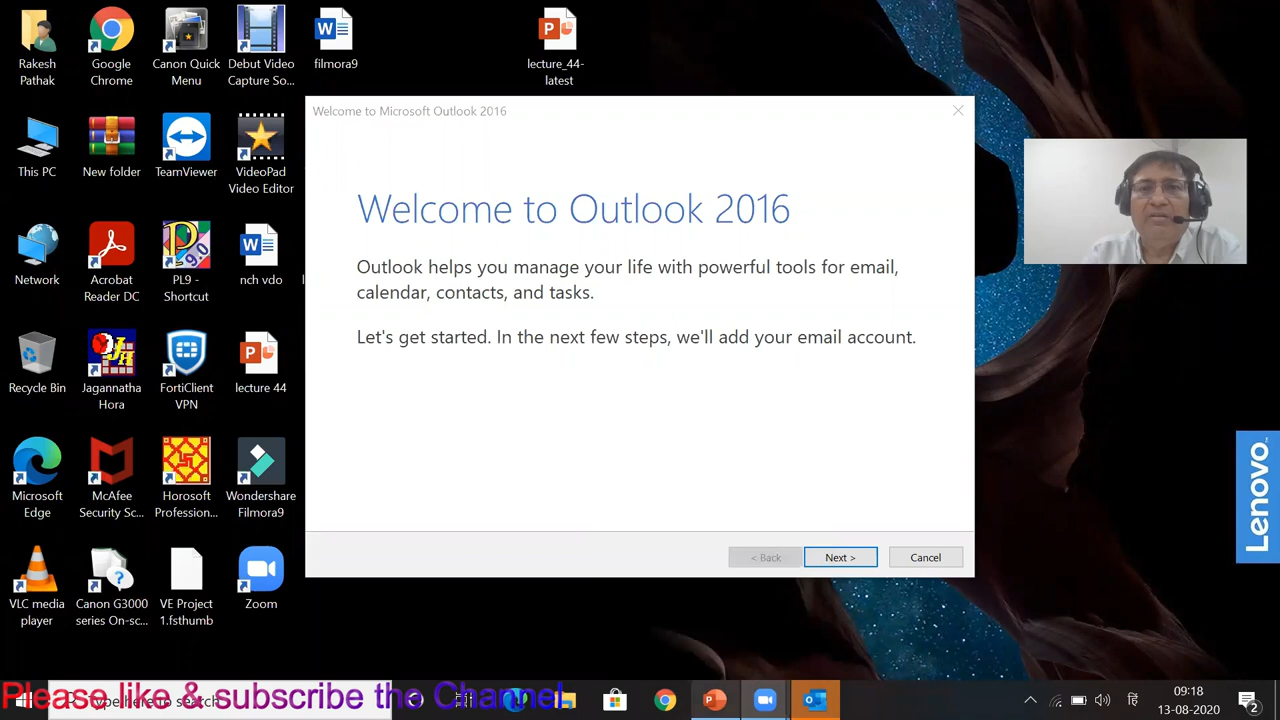 Rakesh
Pathak
Google
Chrome
Canon Quick
Menu
Debut Video
Capture So...
filmora9
lecture_44-
latest
This PC
New folder
TeamViewer
VideoPad
Video Editor
Network
Acrobat
Reader DC
PL9 -
Shortcut
nch vdo
Recycle Bin
Jagannatha
Hora
FortiClient
VPN
lecture 44
Microsoft
Edge
McAfee
Security Sc...
Horosoft
Profession...
Wondershare
Filmora9
VLC media
player
Canon G3000
series On-sc...
VE Project
1.fsthumb
Zoom
Welcome to Microsoft Outlook 2016
Welcome to Outlook 2016
Outlook helps you manage your life with powerful tools for email,
calendar, contacts, and tasks.
Let's get started. In the next few steps, we'll add your email account.
< Back
Next >
Cancel
Lenovo
Please like & subscribe the Channel.
Type here to search
हि
09:18
13-08-2020
2